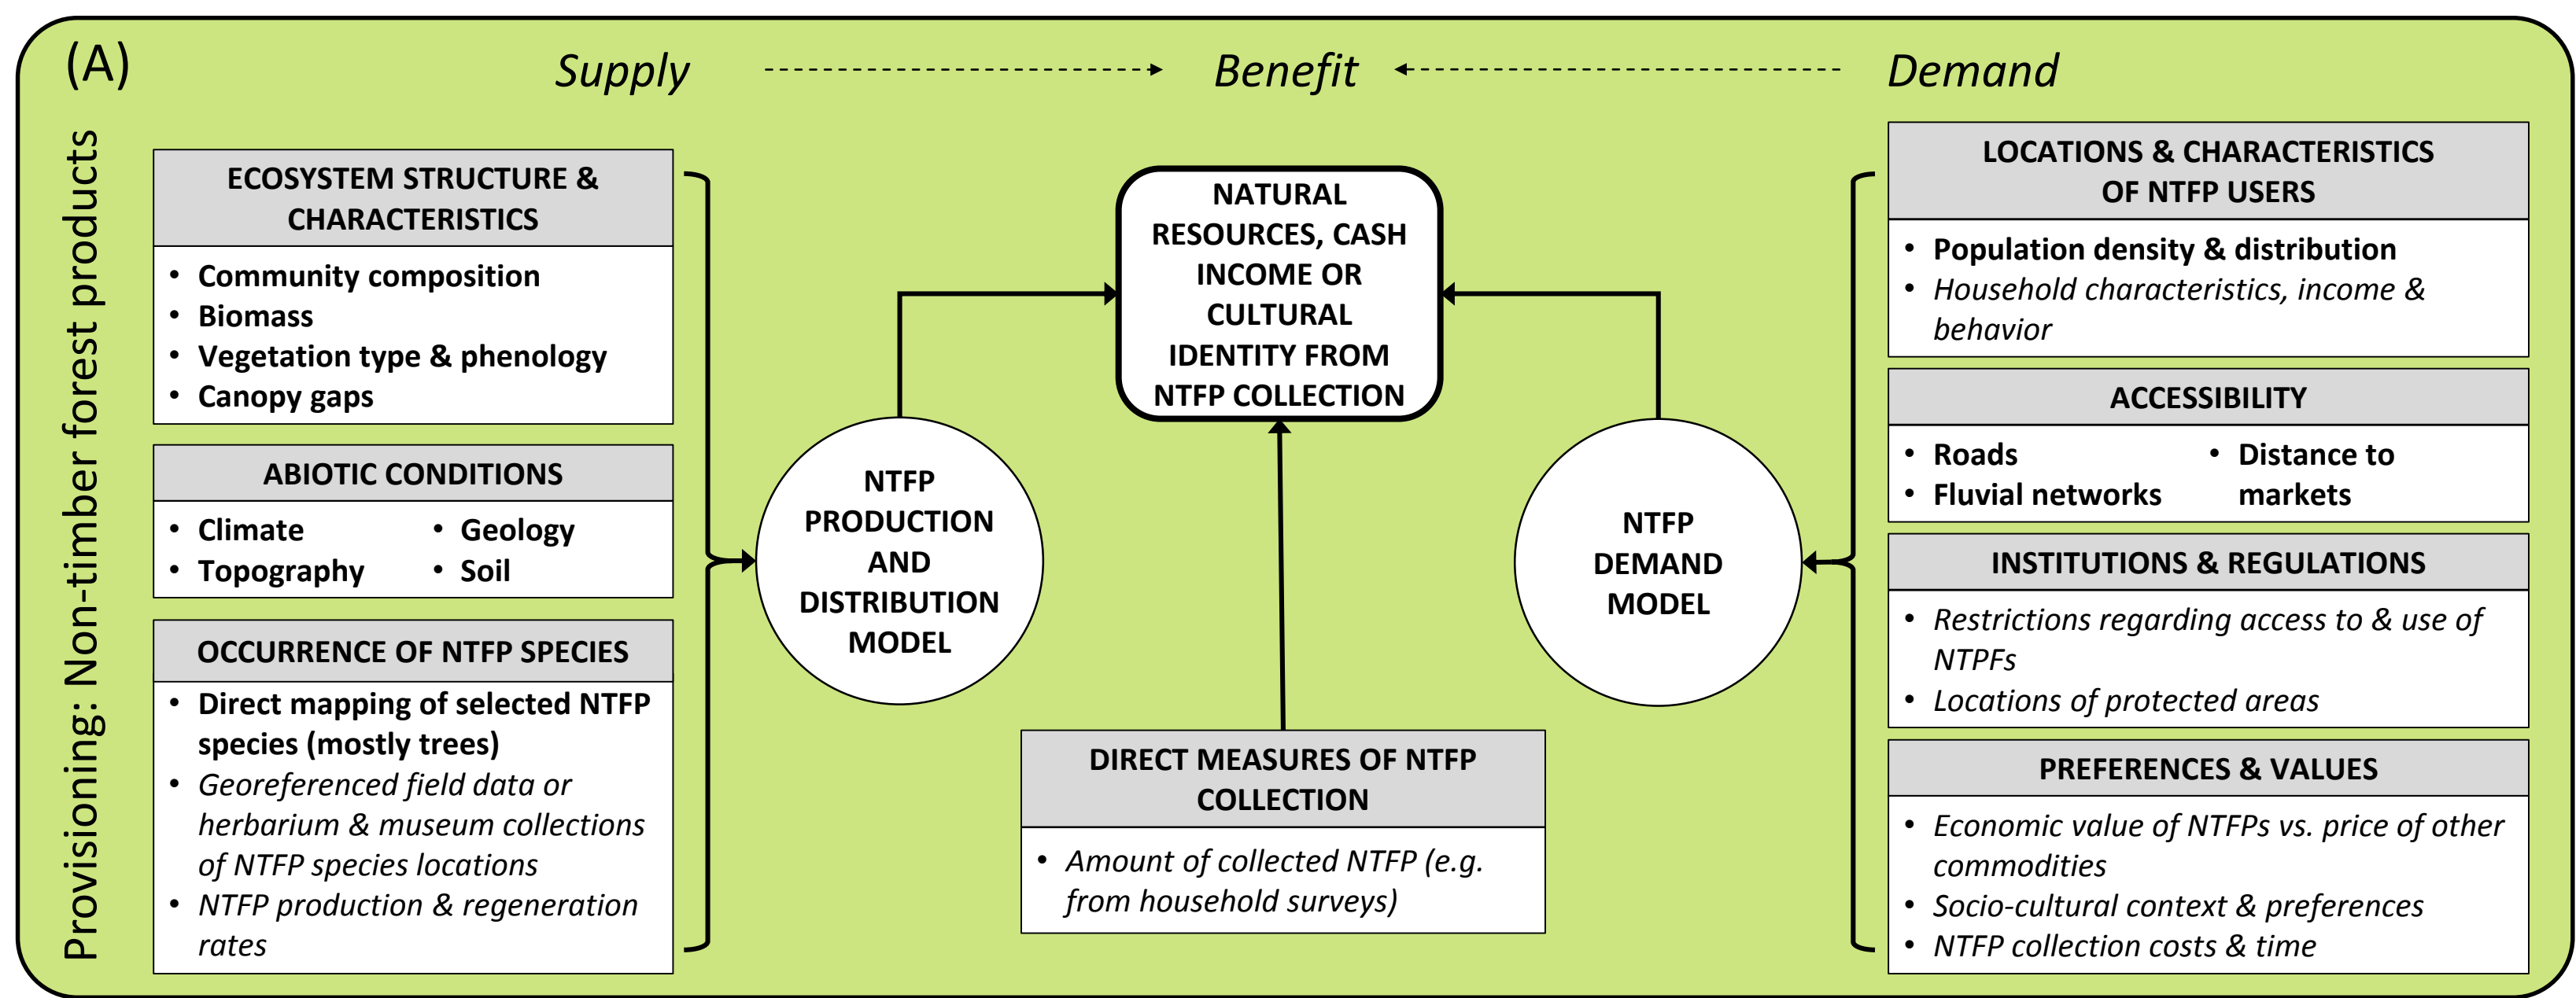 (A)
Supply
Benefit
Demand
Provisioning: Non-timber forest products
ECOSYSTEM STRUCTURE &
CHARACTERISTICS
• Community composition
• Biomass
• Vegetation type & phenology
• Canopy gaps
ABIOTIC CONDITIONS
• Climate
• Topography
• Geology
• Soil
OCCURRENCE OF NTFP SPECIES
• Direct mapping of selected NTFP
species (mostly trees)
• Georeferenced field data or
herbarium & museum collections
of NTFP species locations
• NTFP production & regeneration
rates
NTFP
PRODUCTION
AND
DISTRIBUTION
MODEL
NATURAL
RESOURCES, CASH
INCOME OR
CULTURAL
IDENTITY FROM
NTFP COLLECTION
DIRECT MEASURES OF NTFP
COLLECTION
• Amount of collected NTFP (e.g.
from household surveys)
NTFP
DEMAND
MODEL
LOCATIONS & CHARACTERISTICS
OF NTFP USERS
• Population density & distribution
• Household characteristics, income &
behavior
ACCESSIBILITY
• Roads
• Fluvial networks
• Distance to
markets
INSTITUTIONS & REGULATIONS
• Restrictions regarding access to & use of
NTPFs
• Locations of protected areas
PREFERENCES & VALUES
• Economic value of NTFPs vs. price of other
commodities
• Socio-cultural context & preferences
• NTFP collection costs & time